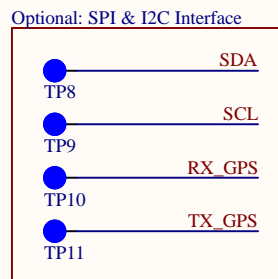 Optional: SPI & I2C Interface
SDA
TP8
SCL
TP9
RX_GPS
TP10
TX_GPS
TP11